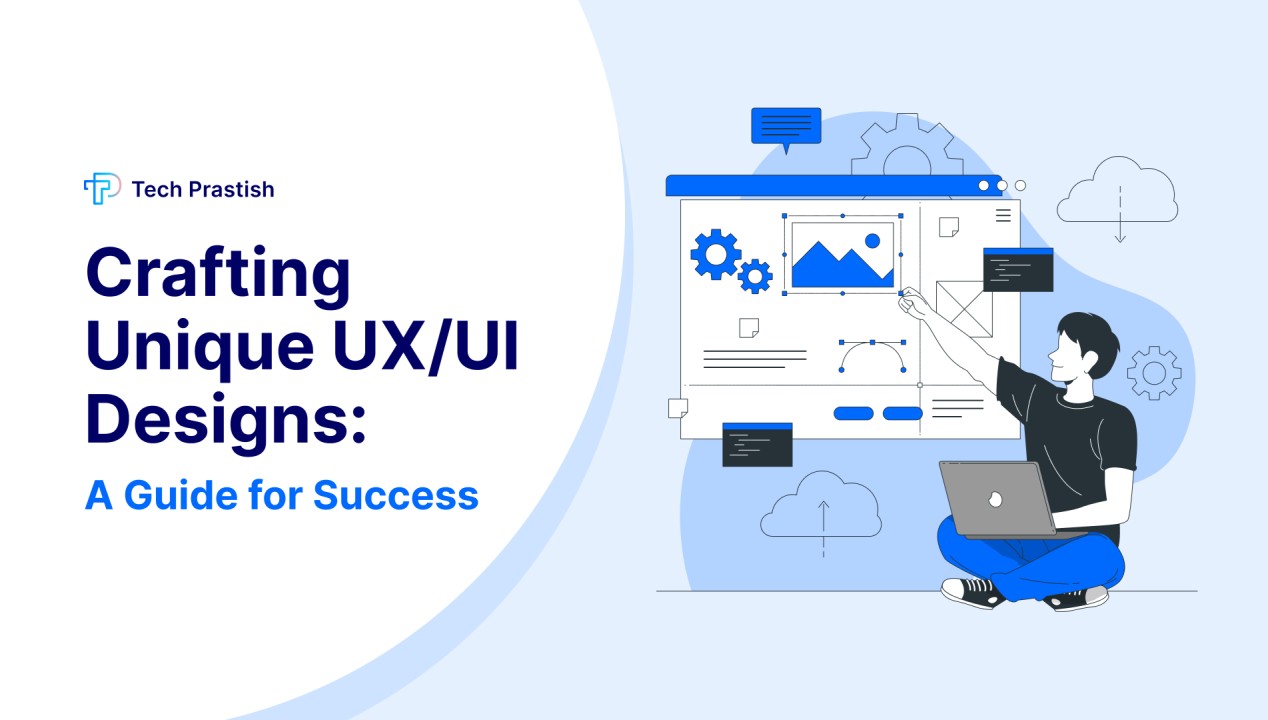 Tech Prastish
Crafting
Unique UX/UI
Designs:
A Guide for Success